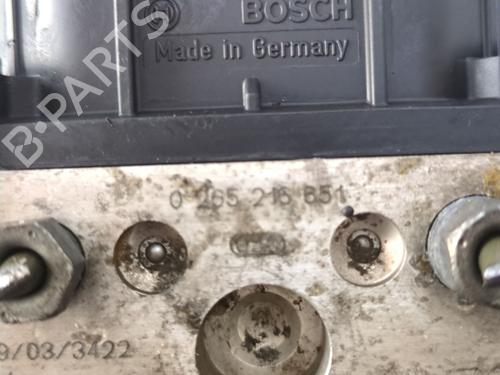 BOSCH
Made in Germany
B-PARTS
0 265 216 651
9/03/3422